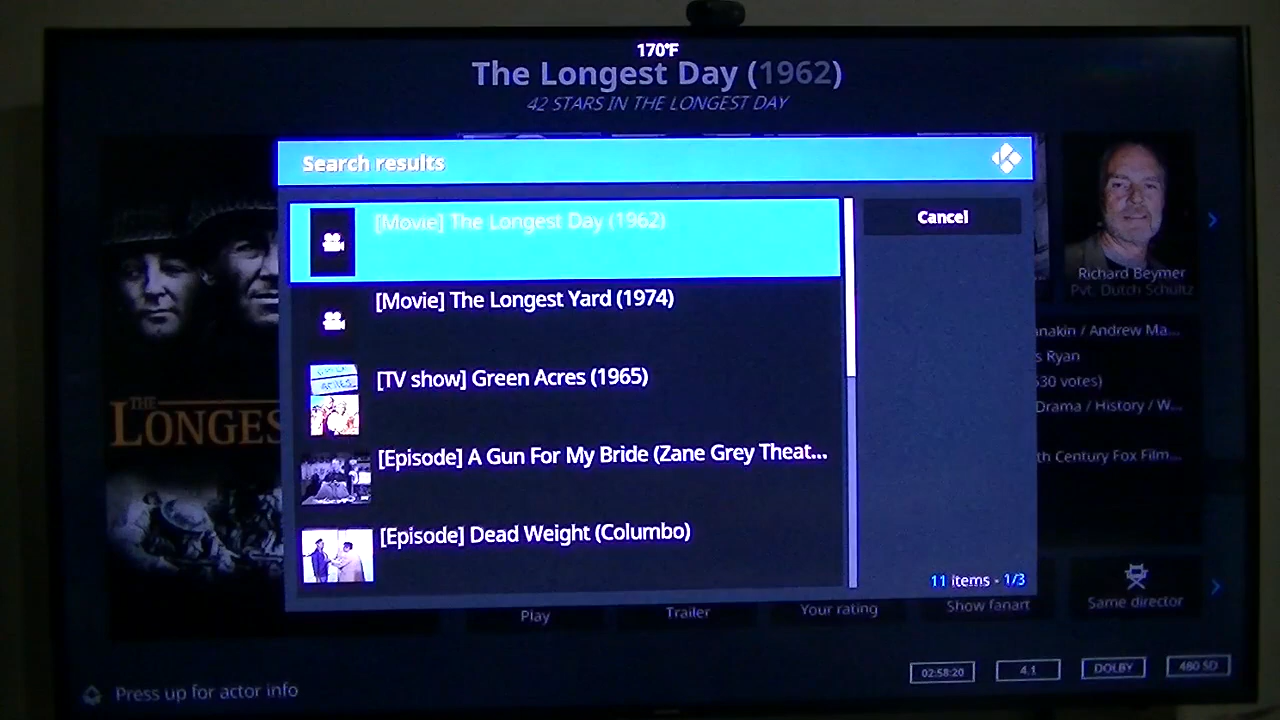 170°F
The Longest Day (1962)
42 STARS IN THE LONGEST DAY
Search results
[Movie] The Longest Day (1962)
Cancel
[Movie] The Longest Yard (1974)
[TV show] Green Acres (1965)
[Episode] A Gun For My Bride (Zane Grey Theat...
[Episode] Dead Weight (Columbo)
11 items - 1/3
Richard Beymer
Pvt. Dutch Schultz
nakin / Andrew Ma...
s Ryan
530 votes)
Drama / History / W...
th Century Fox Film...
THE
LONGES
Play
Trailer
Your rating
Show fanart
Same director
02:58:20
4.1
DOLBY
480 SD
Press up for actor info